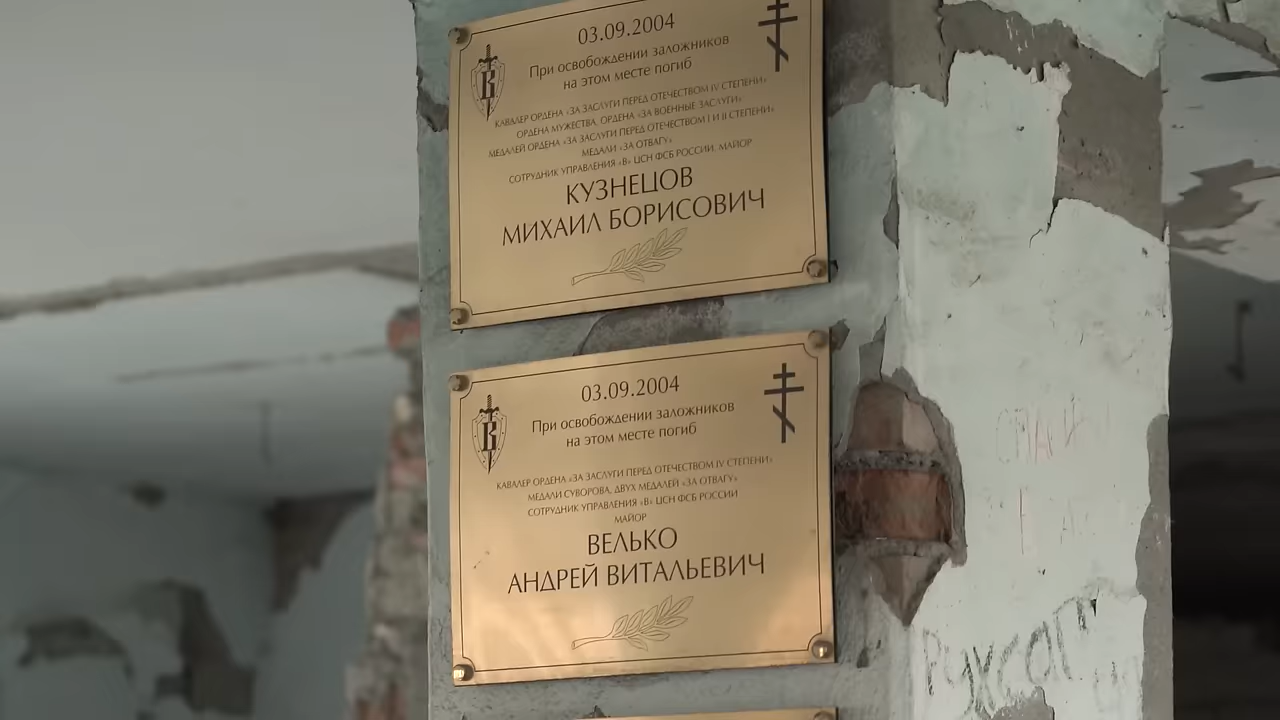 03.09.2004
При освобождении заложников
на этом месте погиб
КАВАЛЕР ОРДЕНА «ЗА ЗАСЛУГИ ПЕРЕД ОТЕЧЕСТВОМ IV СТЕПЕНИ»
ОРДЕНА МУЖЕСТВА, ОРДЕНА «ЗА ВОЕННЫЕ ЗАСЛУГИ»
МЕДАЛЕЙ ОРДЕНА «ЗА ЗАСЛУГИ ПЕРЕД ОТЕЧЕСТВОМ I И II СТЕПЕНИ»
МЕДАЛИ «ЗА ОТВАГУ»
СОТРУДНИК УПРАВЛЕНИЯ «В» ЦСН ФСБ РОССИИ, МАЙОР
КУЗНЕЦОВ
МИХАИЛ БОРИСОВИЧ
В
03.09.2004
При освобождении заложников
на этом месте погиб
КАВАЛЕР ОРДЕНА «ЗА ЗАСЛУГИ ПЕРЕД ОТЕЧЕСТВОМ IV СТЕПЕНИ»
МЕДАЛИ СУВОРОВА, ДВУХ МЕДАЛЕЙ «ЗА ОТВАГУ»
СОТРУДНИК УПРАВЛЕНИЯ «В» ЦСН ФСБ РОССИИ
МАЙОР
ВЕЛЬКО
АНДРЕЙ ВИТАЛЬЕВИЧ
В